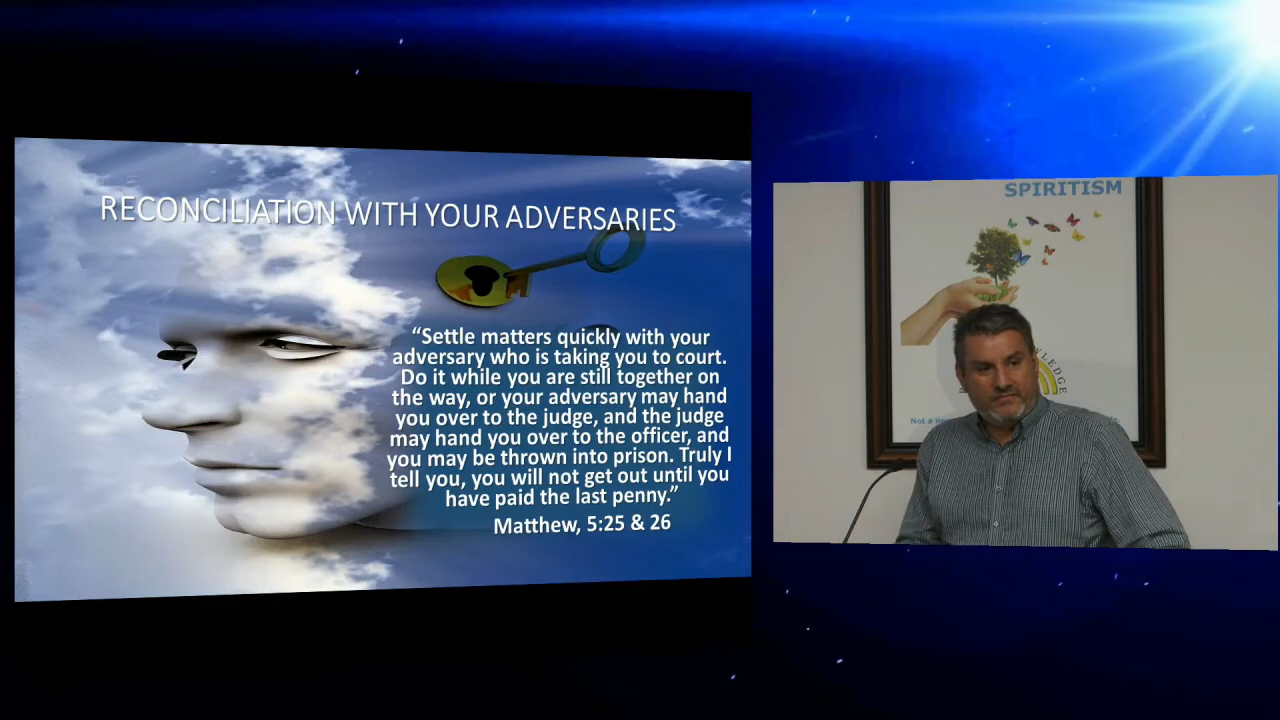 RECONCILIATION WITH YOUR ADVERSARIES
“Settle matters quickly with your
adversary who is taking you to court.
Do it while you are still together on
the way, or your adversary may hand
you over to the judge, and the judge
may hand you over to the officer, and
you may be thrown into prison. Truly I
tell you, you will not get out until you
have paid the last penny.”
Matthew, 5:25 & 26
SPIRITISM
Not a